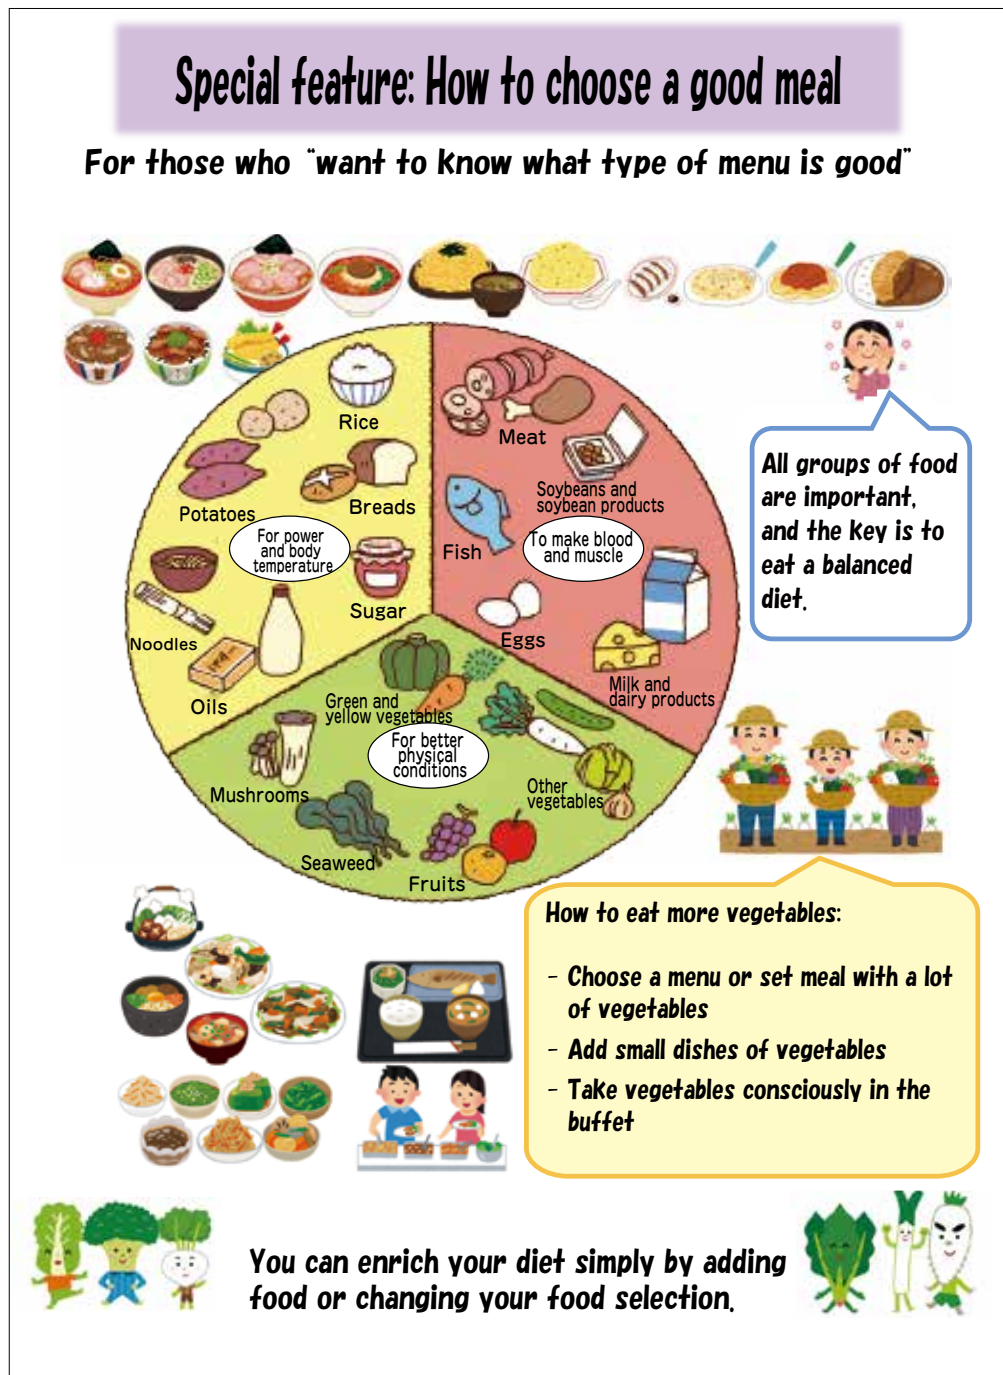 Special feature: How to choose a good meal
For those who “want to know what type of menu is good”
Rice
Potatoes
Breads
For power
and body
temperature
Sugar
Noodles
Oils
Meat
Soybeans and
soybean products
Fish
To make blood
and muscle
Eggs
Milk and
dairy products
Green and
yellow vegetables
For better
physical
conditions
Mushrooms
Other
vegetables
Seaweed
Fruits
All groups of food
are important,
and the key is to
eat a balanced
diet.
How to eat more vegetables:
- Choose a menu or set meal with a lot
of vegetables
- Add small dishes of vegetables
- Take vegetables consciously in the
buffet
You can enrich your diet simply by adding
food or changing your food selection.